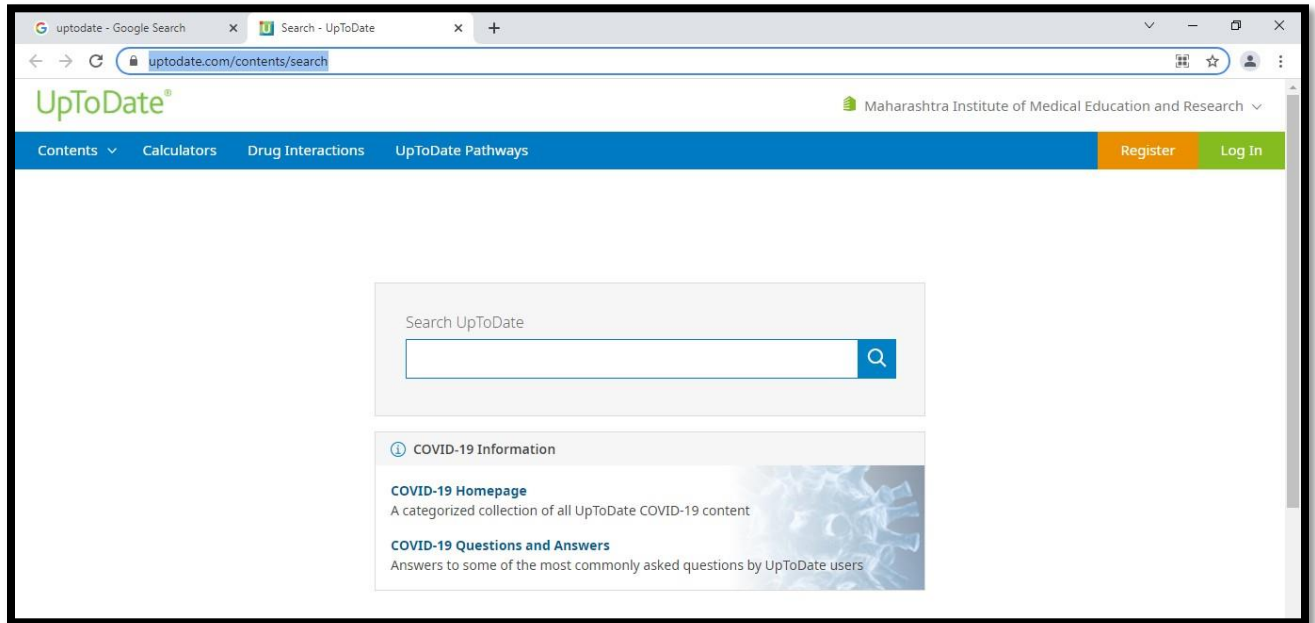 uptodate - Google Search
Search - UpToDate
uptodate.com/contents/search
UpToDate®
Maharashtra Institute of Medical Education and Research
Contents Calculators Drug Interactions UpToDate Pathways Register Log In
Search UpToDate
COVID-19 Information
COVID-19 Homepage
A categorized collection of all UpToDate COVID-19 content
COVID-19 Questions and Answers
Answers to some of the most commonly asked questions by UpToDate users